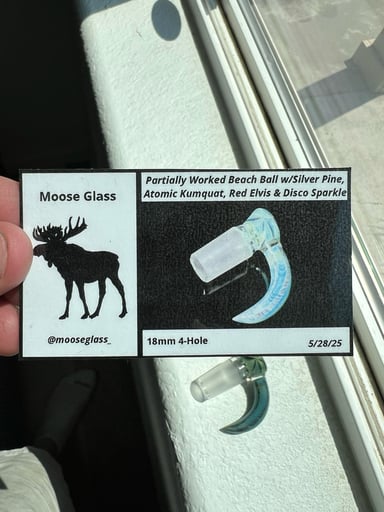 Moose Glass
@mooseglass_
Partially Worked Beach Ball w/Silver Pine,
Atomic Kumquat, Red Elvis & Disco Sparkle
18mm 4-Hole
5/28/25